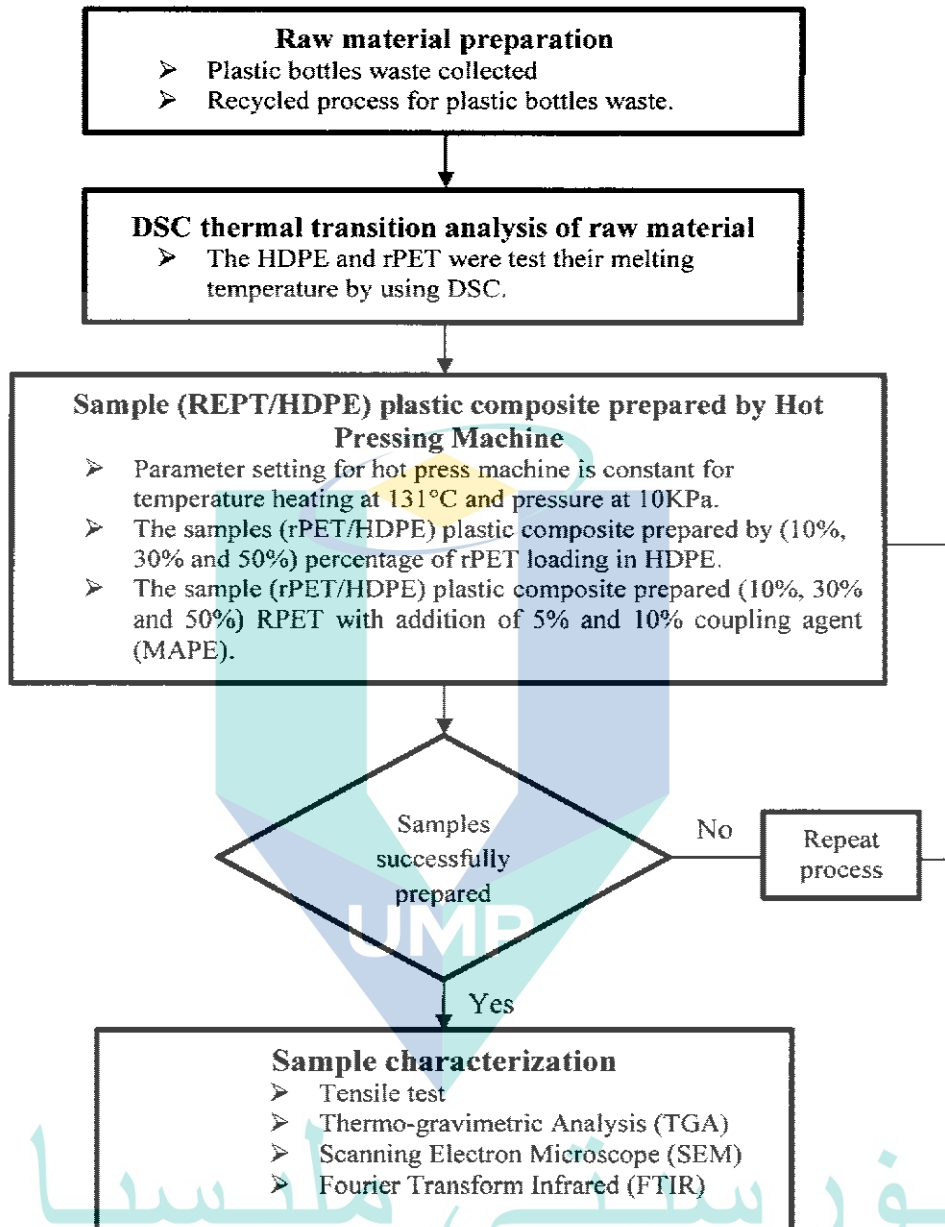 Raw material preparation
➢ Plastic bottles waste collected
➢ Recycled process for plastic bottles waste.
DSC thermal transition analysis of raw material
➢ The HDPE and rPET were test their melting
temperature by using DSC.
Sample (REPT/HDPE) plastic composite prepared by Hot
Pressing Machine
➢ Parameter setting for hot press machine is constant for
temperature heating at 131°C and pressure at 10KPa.
➢ The samples (rPET/HDPE) plastic composite prepared by (10%,
30% and 50%) percentage of rPET loading in HDPE.
➢ The sample (rPET/HDPE) plastic composite prepared (10%, 30%
and 50%) RPET with addition of 5% and 10% coupling agent
(MAPE).
Samples
successfully
prepared
No
Repeat
process
UMP
Yes
Sample characterization
➢ Tensile test
➢ Thermo-gravimetric Analysis (TGA)
➢ Scanning Electron Microscope (SEM)
➢ Fourier Transform Infrared (FTIR)